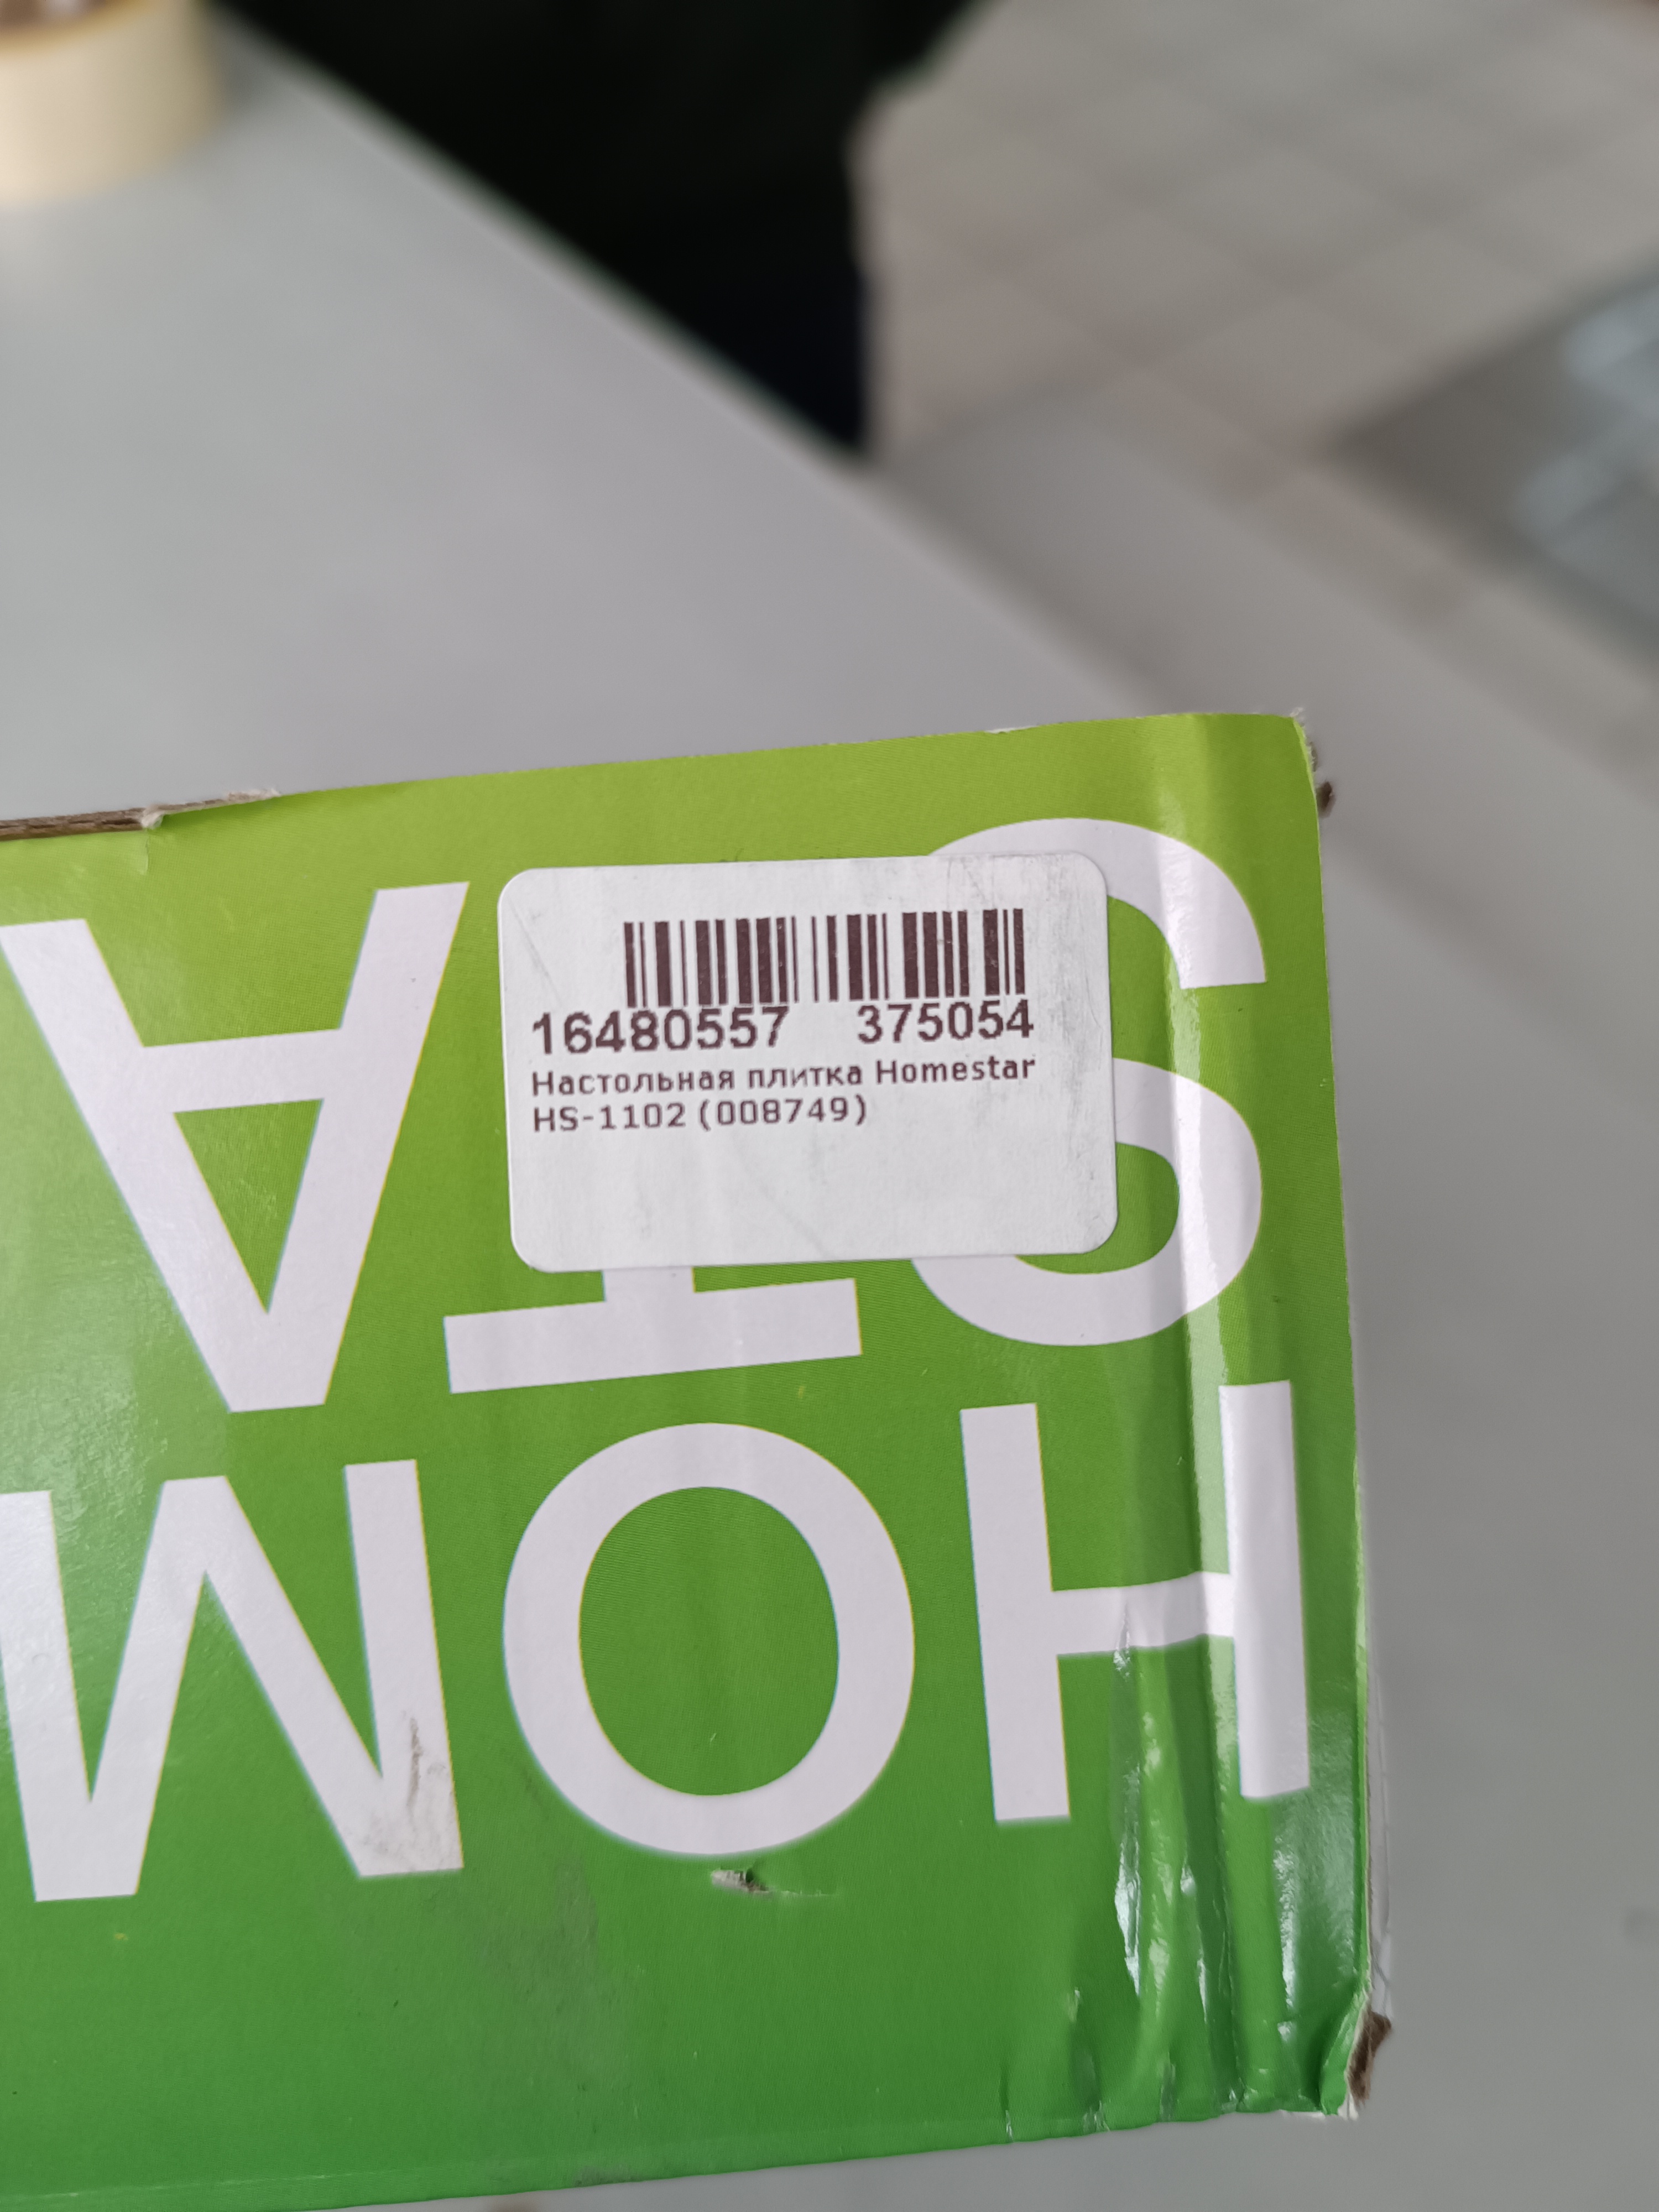 16480557 375054
Настольная плитка Homestar
HS-1102 (008749)
HOM
STA